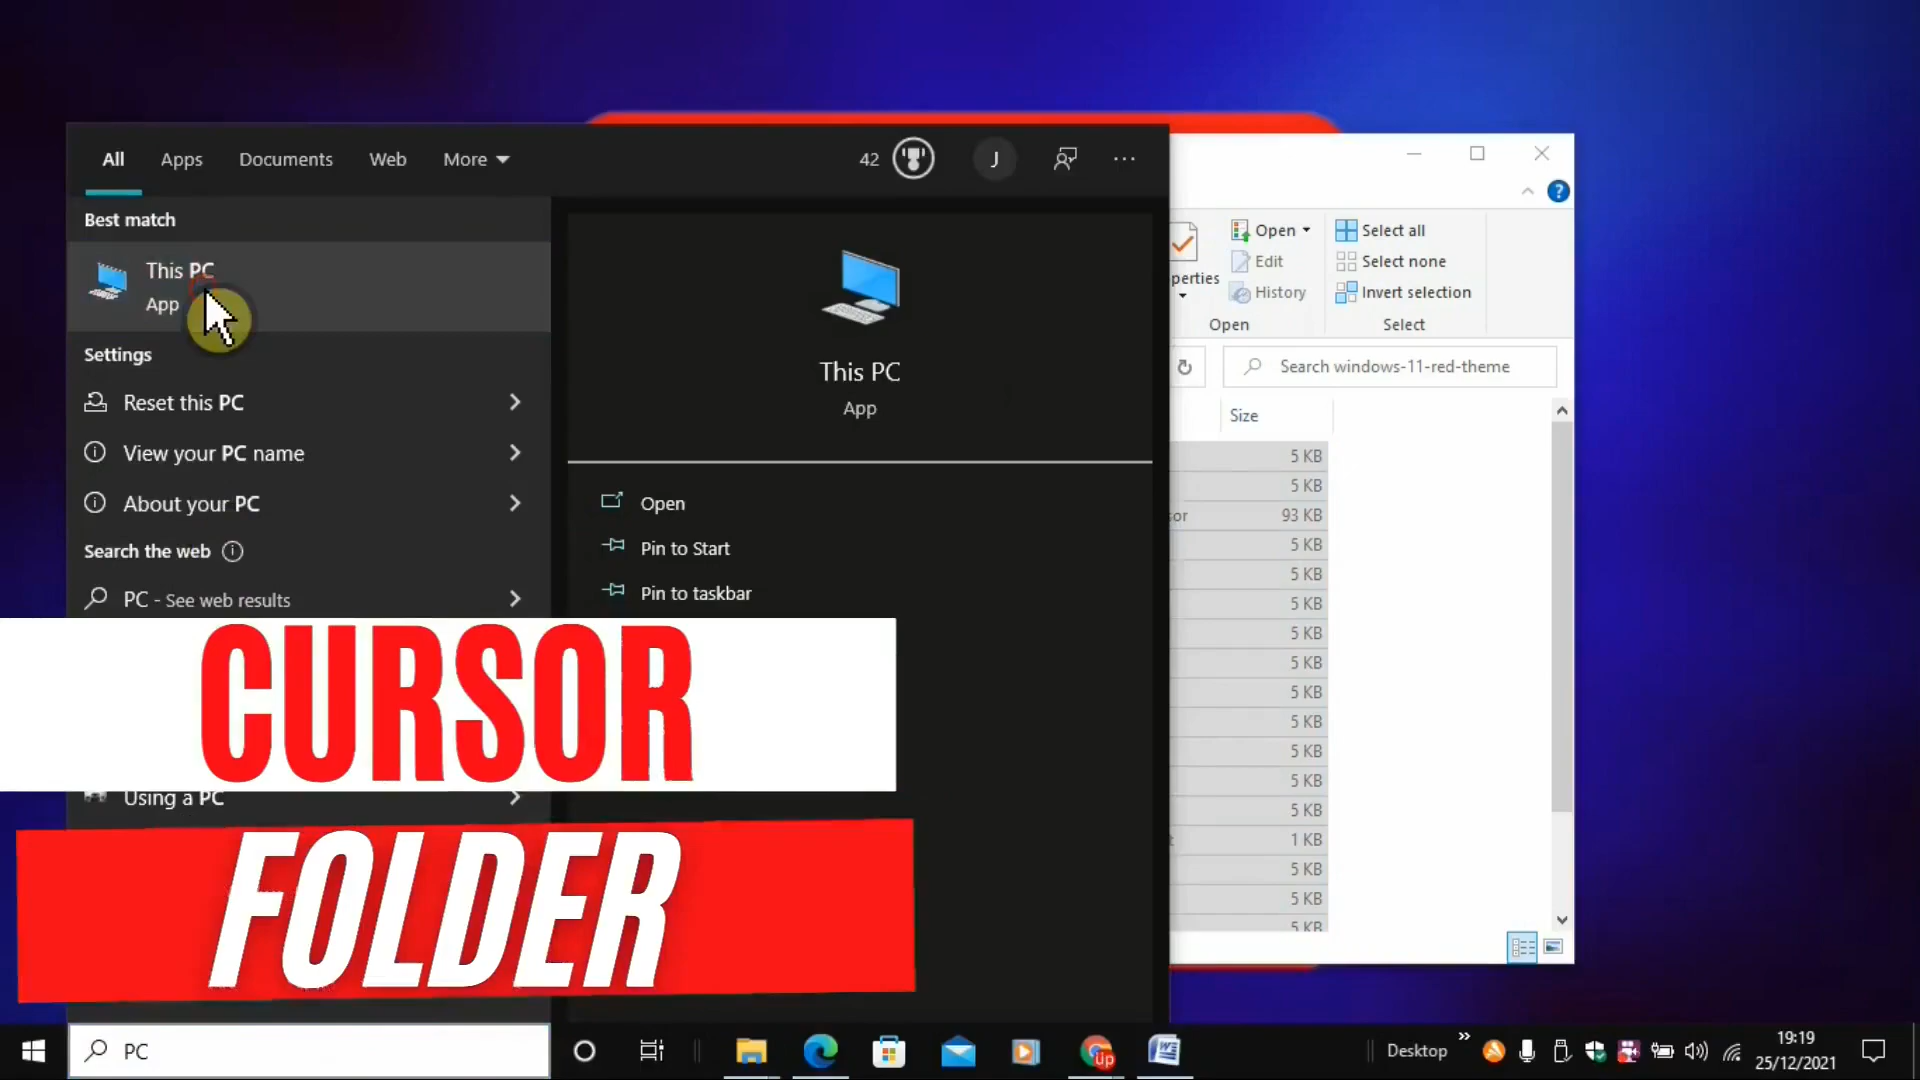 All Apps Documents Web More 42 J
Best match
This PC
App
Settings
Reset this PC
View your PC name
About your PC
Search the web
PC - See web results
Using a PC
This PC
App
Open
Pin to Start
Pin to taskbar
perties
Open
Edit
History
Open
Select all
Select none
Invert selection
Select
Search windows-11-red-theme
Size
5 KB
5 KB
sor 93 KB
5 KB
5 KB
5 KB
5 KB
5 KB
5 KB
5 KB
5 KB
5 KB
5 KB
t 1 KB
5 KB
5 KB
5 KB
CURSOR
FOLDER
PC
up
Desktop
19:19
25/12/2021